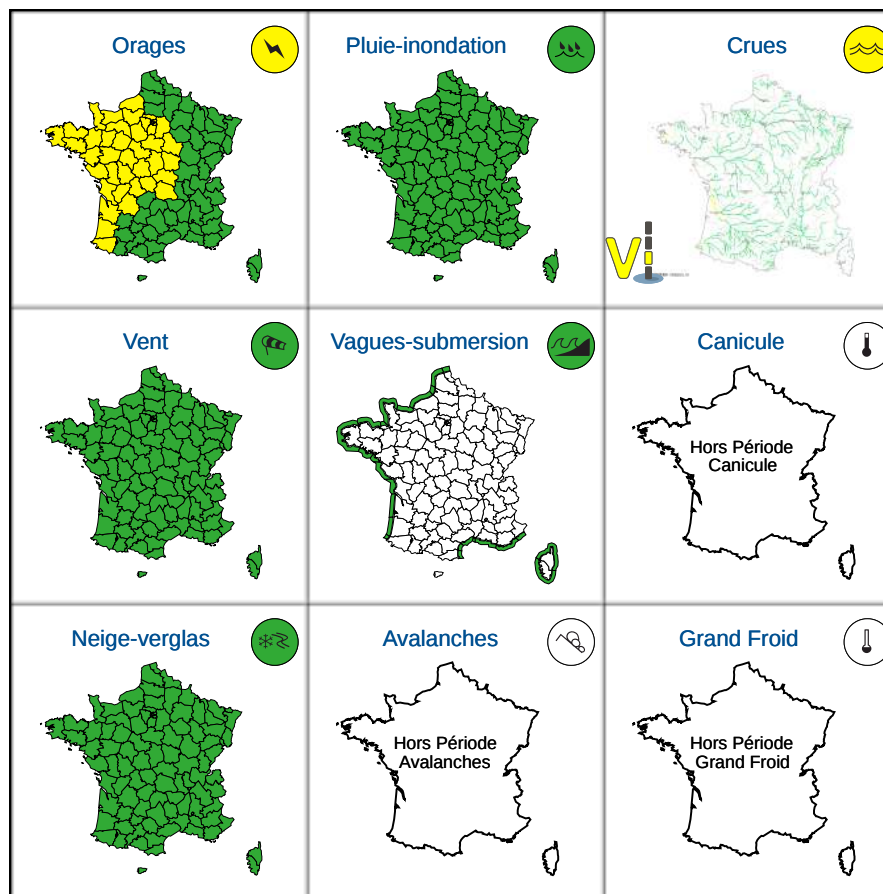 Orages
Pluie-inondation
Crues
Vent
Vagues-submersion
Canicule
Hors Période
Canicule
Neige-verglas
Avalanches
Grand Froid
Hors Période
Avalanches
Hors Période
Grand Froid